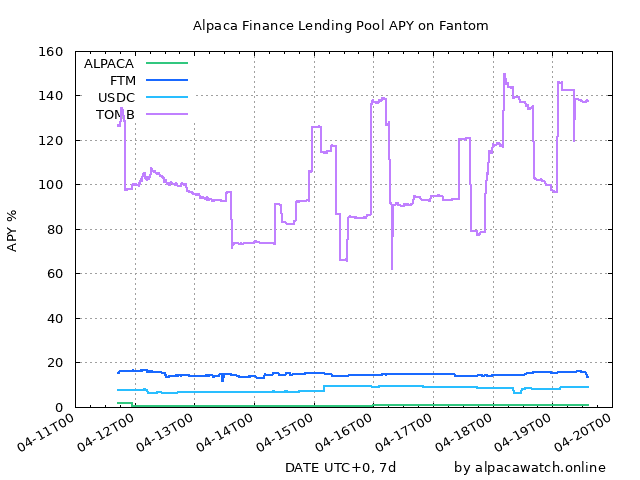 Alpaca Finance Lending Pool APY on Fantom
160
140
120
100
80
60
40
20
0
APY %
ALPACA
FTM
USDC
TOMB
04-11T00
04-12T00
04-13T00
04-14T00
04-15T00
04-16T00
04-17T00
04-18T00
04-19T00
04-20T00
DATE UTC+0, 7d
by alpacawatch.online